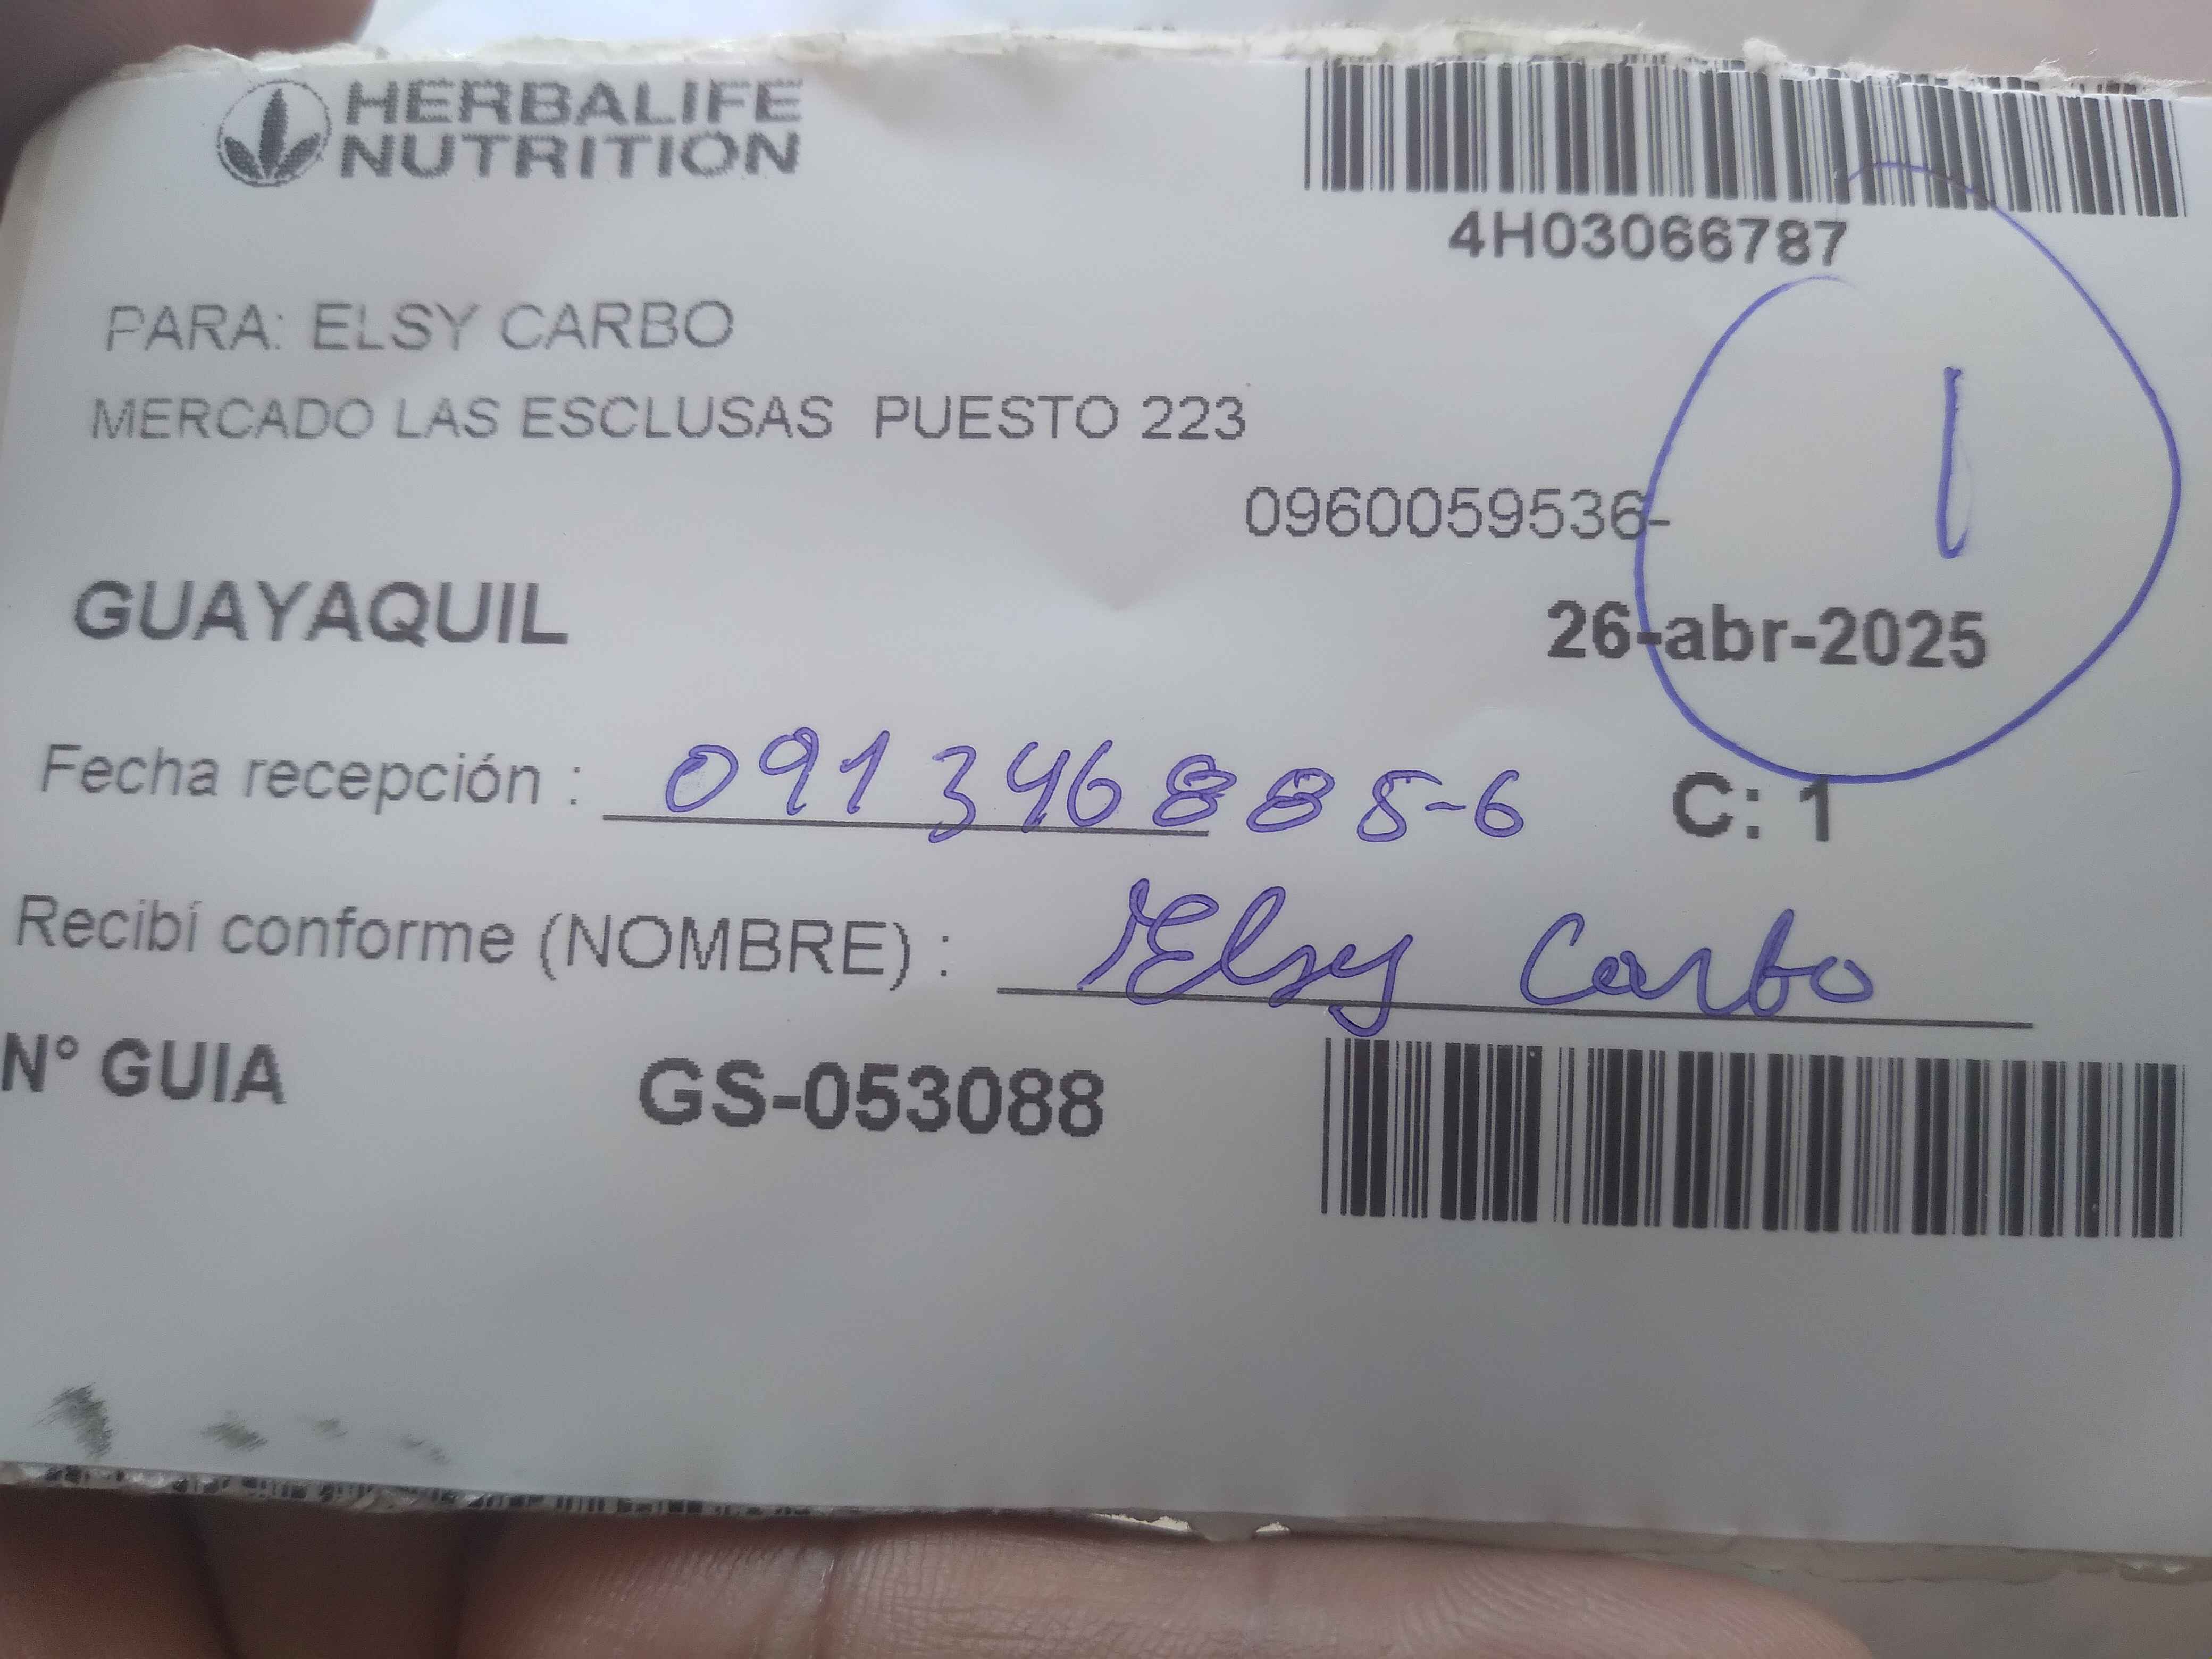 HERBALIFE
NUTRITION
4H03066787
PARA: ELSY CARBO
MERCADO LAS ESCLUSAS PUESTO 223
0960059536-
1
GUAYAQUIL
26-abr-2025
Fecha recepción : 091346885-6
C: 1
Recibí conforme (NOMBRE) : Elsy Carbo
N° GUIA GS-053088